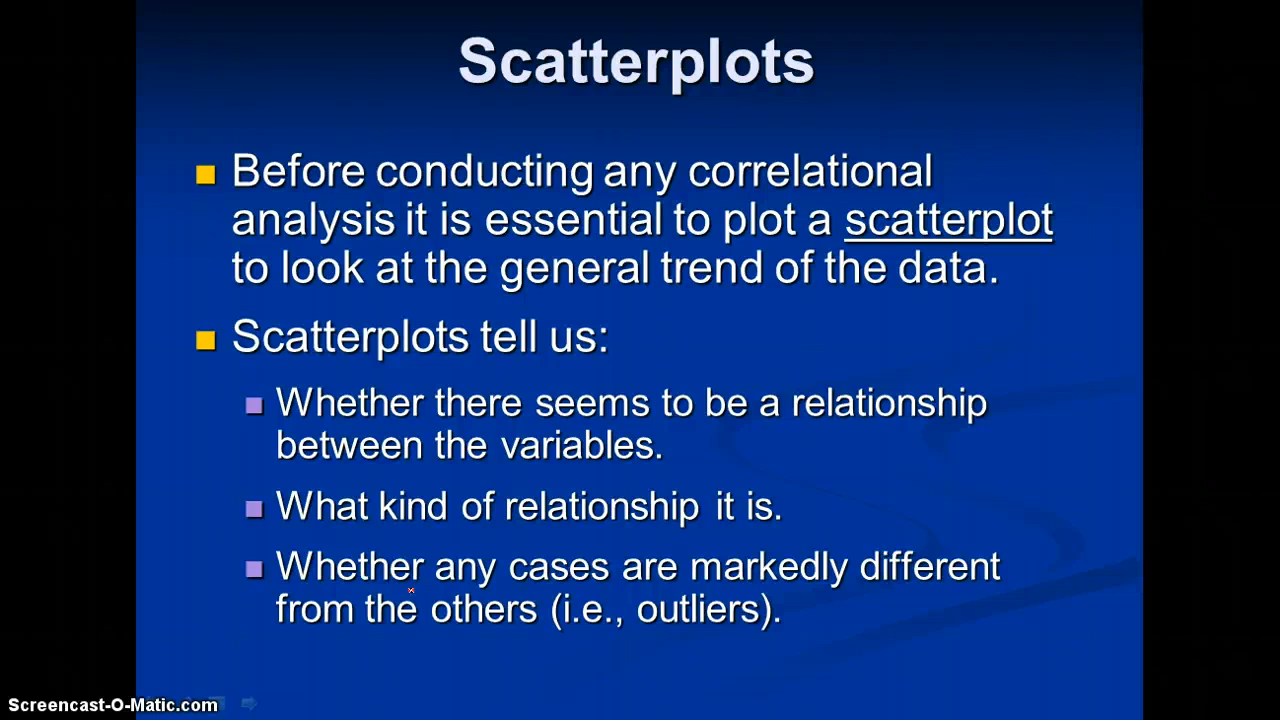 Scatterplots
Before conducting any correlational
analysis it is essential to plot a scatterplot
to look at the general trend of the data.
Scatterplots tell us:
Whether there seems to be a relationship
between the variables.
What kind of relationship it is.
Whether any cases are markedly different
from the others (i.e., outliers).
Screencast-O-Matic.com